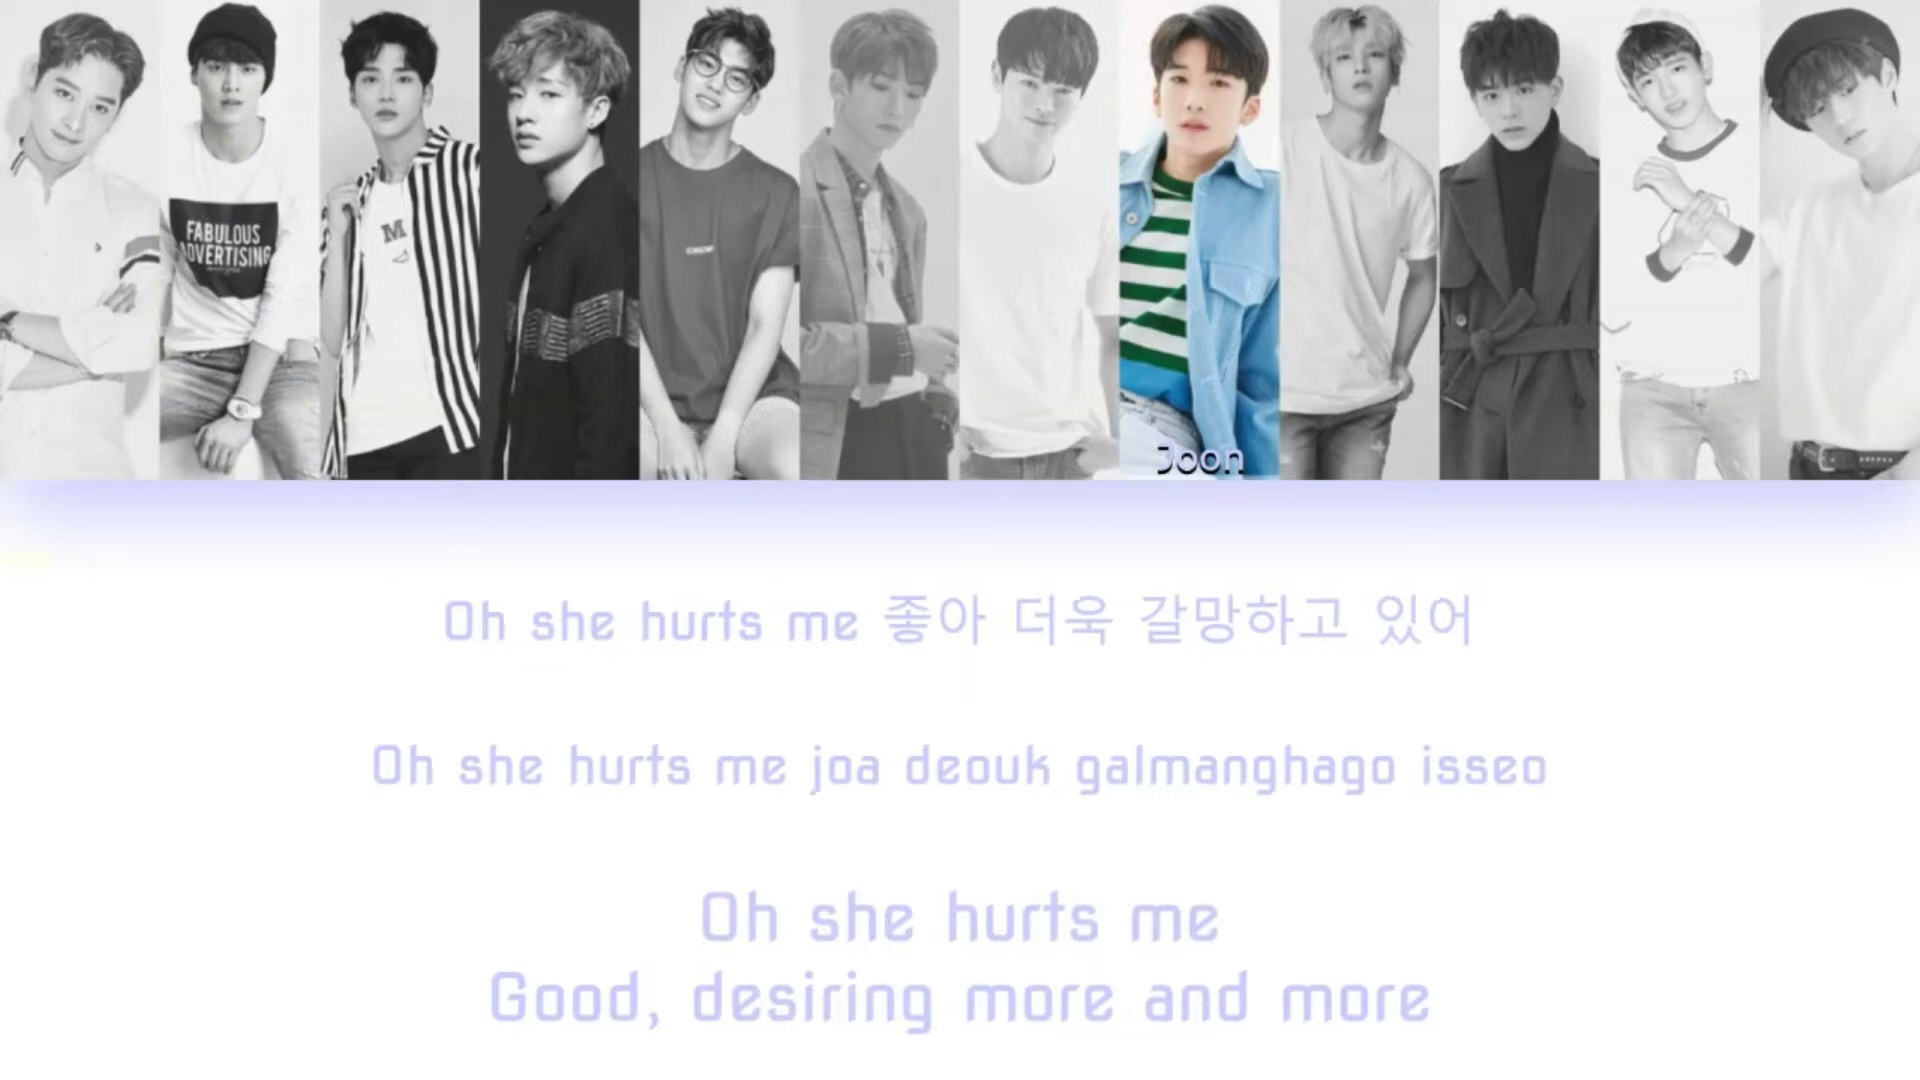 FABULOUS
ADVERTISING
M
Joon
Oh she hurts me 좋아 더욱 갈망하고 있어
Oh she hurts me joa deouk galmanghago isseo
Oh she hurts me
Good, desiring more and more